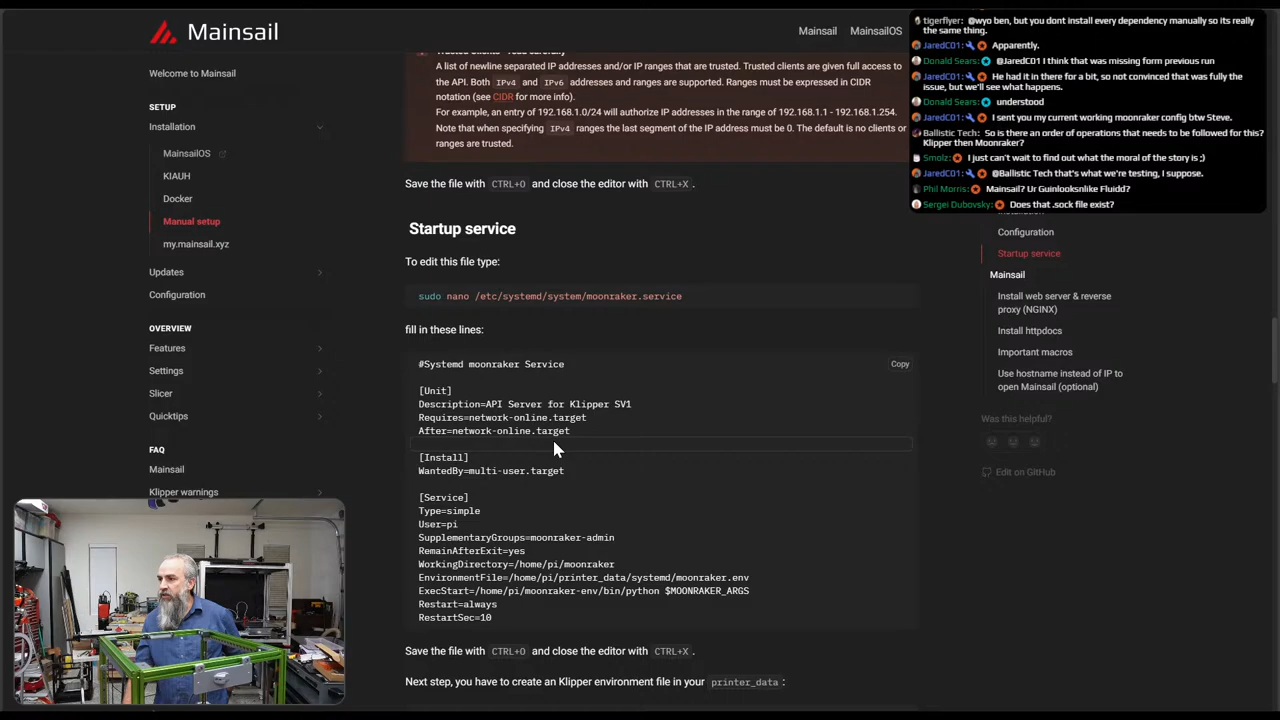 Mainsail
Mainsail
MainsailOS
Welcome to Mainsail
SETUP
Installation
MainsailOS
KIAUH
Docker
Manual setup
my.mainsail.xyz
Updates
Configuration
OVERVIEW
Features
Settings
Slicer
Quicktips
FAQ
Mainsail
Klipper warnings
A list of newline separated IP addresses and/or IP ranges that are trusted. Trusted clients are given full access
to the API. Both IPv4 and IPv6 addresses and ranges are supported. Ranges must be expressed in CIDR
notation (see CIDR for more info).
For example, an entry of 192.168.1.0/24 will authorize IP addresses in the range of 192.168.1.1 - 192.168.1.254.
Note that when specifying IPv4 ranges the last segment of the IP address must be 0. The default is no clients or
ranges are trusted.
Save the file with CTRL+O and close the editor with CTRL+X .
Startup service
To edit this file type:
sudo nano /etc/systemd/system/moonraker.service
fill in these lines:
#Systemd moonraker Service
Copy
[Unit]
Description=API Server for Klipper SV1
Requires=network-online.target
After=network-online.target
[Install]
WantedBy=multi-user.target
[Service]
Type=simple
User=pi
SupplementaryGroups=moonraker-admin
RemainAfterExit=yes
WorkingDirectory=/home/pi/moonraker
EnvironmentFile=/home/pi/printer_data/systemd/moonraker.env
ExecStart=/home/pi/moonraker-env/bin/python $MOONRAKER_ARGS
Restart=always
RestartSec=10
Save the file with CTRL+O and close the editor with CTRL+X .
Next step, you have to create an Klipper environment file in your printer_data :
tigerflyer: @wyo ben, but you dont install every dependency manually so its really
the same thing.
JaredC01: Apparently.
Donald Sears: @JaredC01 I think that was missing form previous run
JaredC01: He had it in there for a bit, so not convinced that was fully the
issue, but we'll see what happens.
Donald Sears: understood
JaredC01: I sent you my current working moonraker config btw Steve.
Ballistic Tech: So is there an order of operations that needs to be followed for this?
Klipper then Moonraker?
Smolz: I just can't wait to find out what the moral of the story is ;)
JaredC01: @Ballistic Tech that's what we're testing, I suppose.
Phil Morris: Mainsail? Ur Guinlooksnlike Fluidd?
Sergei Dubovsky: Does that .sock file exist?
Configuration
Startup service
Mainsail
Install web server & reverse
proxy (NGINX)
Install httpdocs
Important macros
Use hostname instead of IP to
open Mainsail (optional)
Was this helpful?
Edit on GitHub